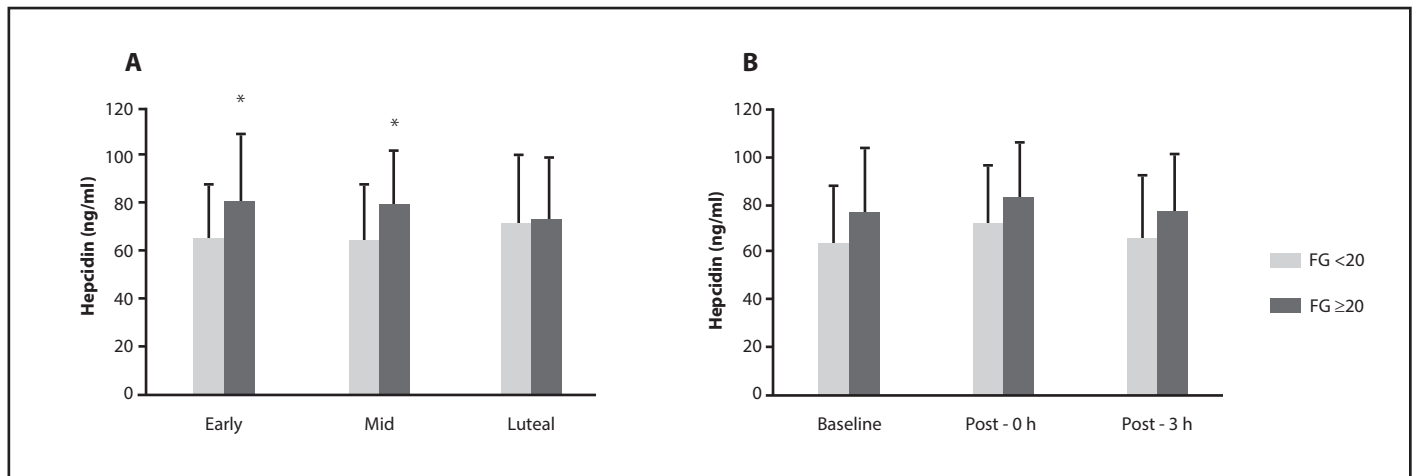 A
Hepcidin (ng/ml)
120
100
80
60
40
20
0
*
*
Early Mid Luteal
B
Hepcidin (ng/ml)
120
100
80
60
40
20
0
Baseline Post - 0 h Post - 3 h
FG <20
FG ≥20